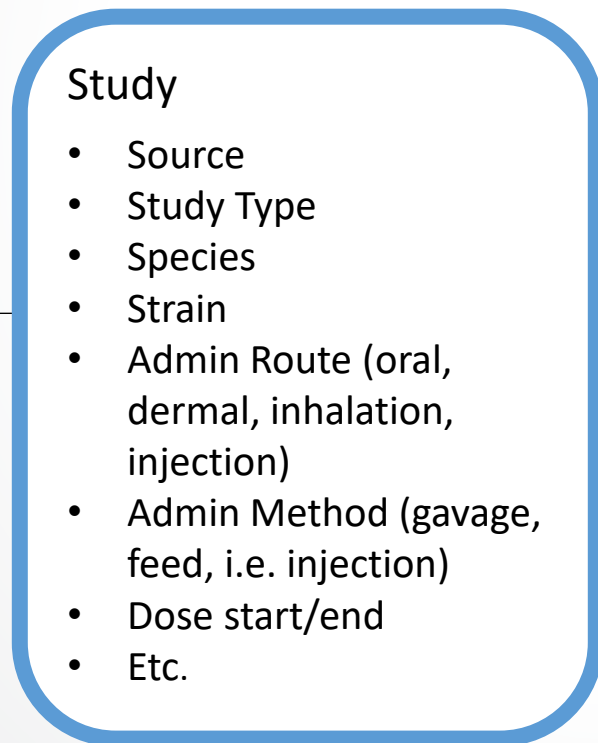 Study
• Source
• Study Type
• Species
• Strain
• Admin Route (oral,
dermal, inhalation,
injection)
• Admin Method (gavage,
feed, i.e. injection)
• Dose start/end
• Etc.